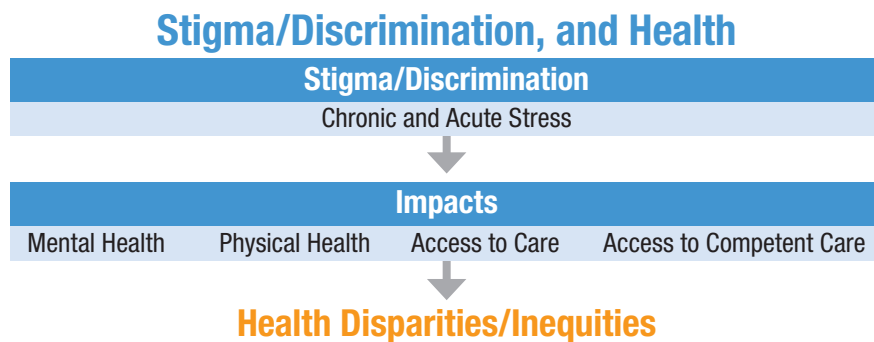 Stigma/Discrimination, and Health
Stigma/Discrimination
Chronic and Acute Stress
Impacts
Mental Health Physical Health Access to Care Access to Competent Care
Health Disparities/Inequities